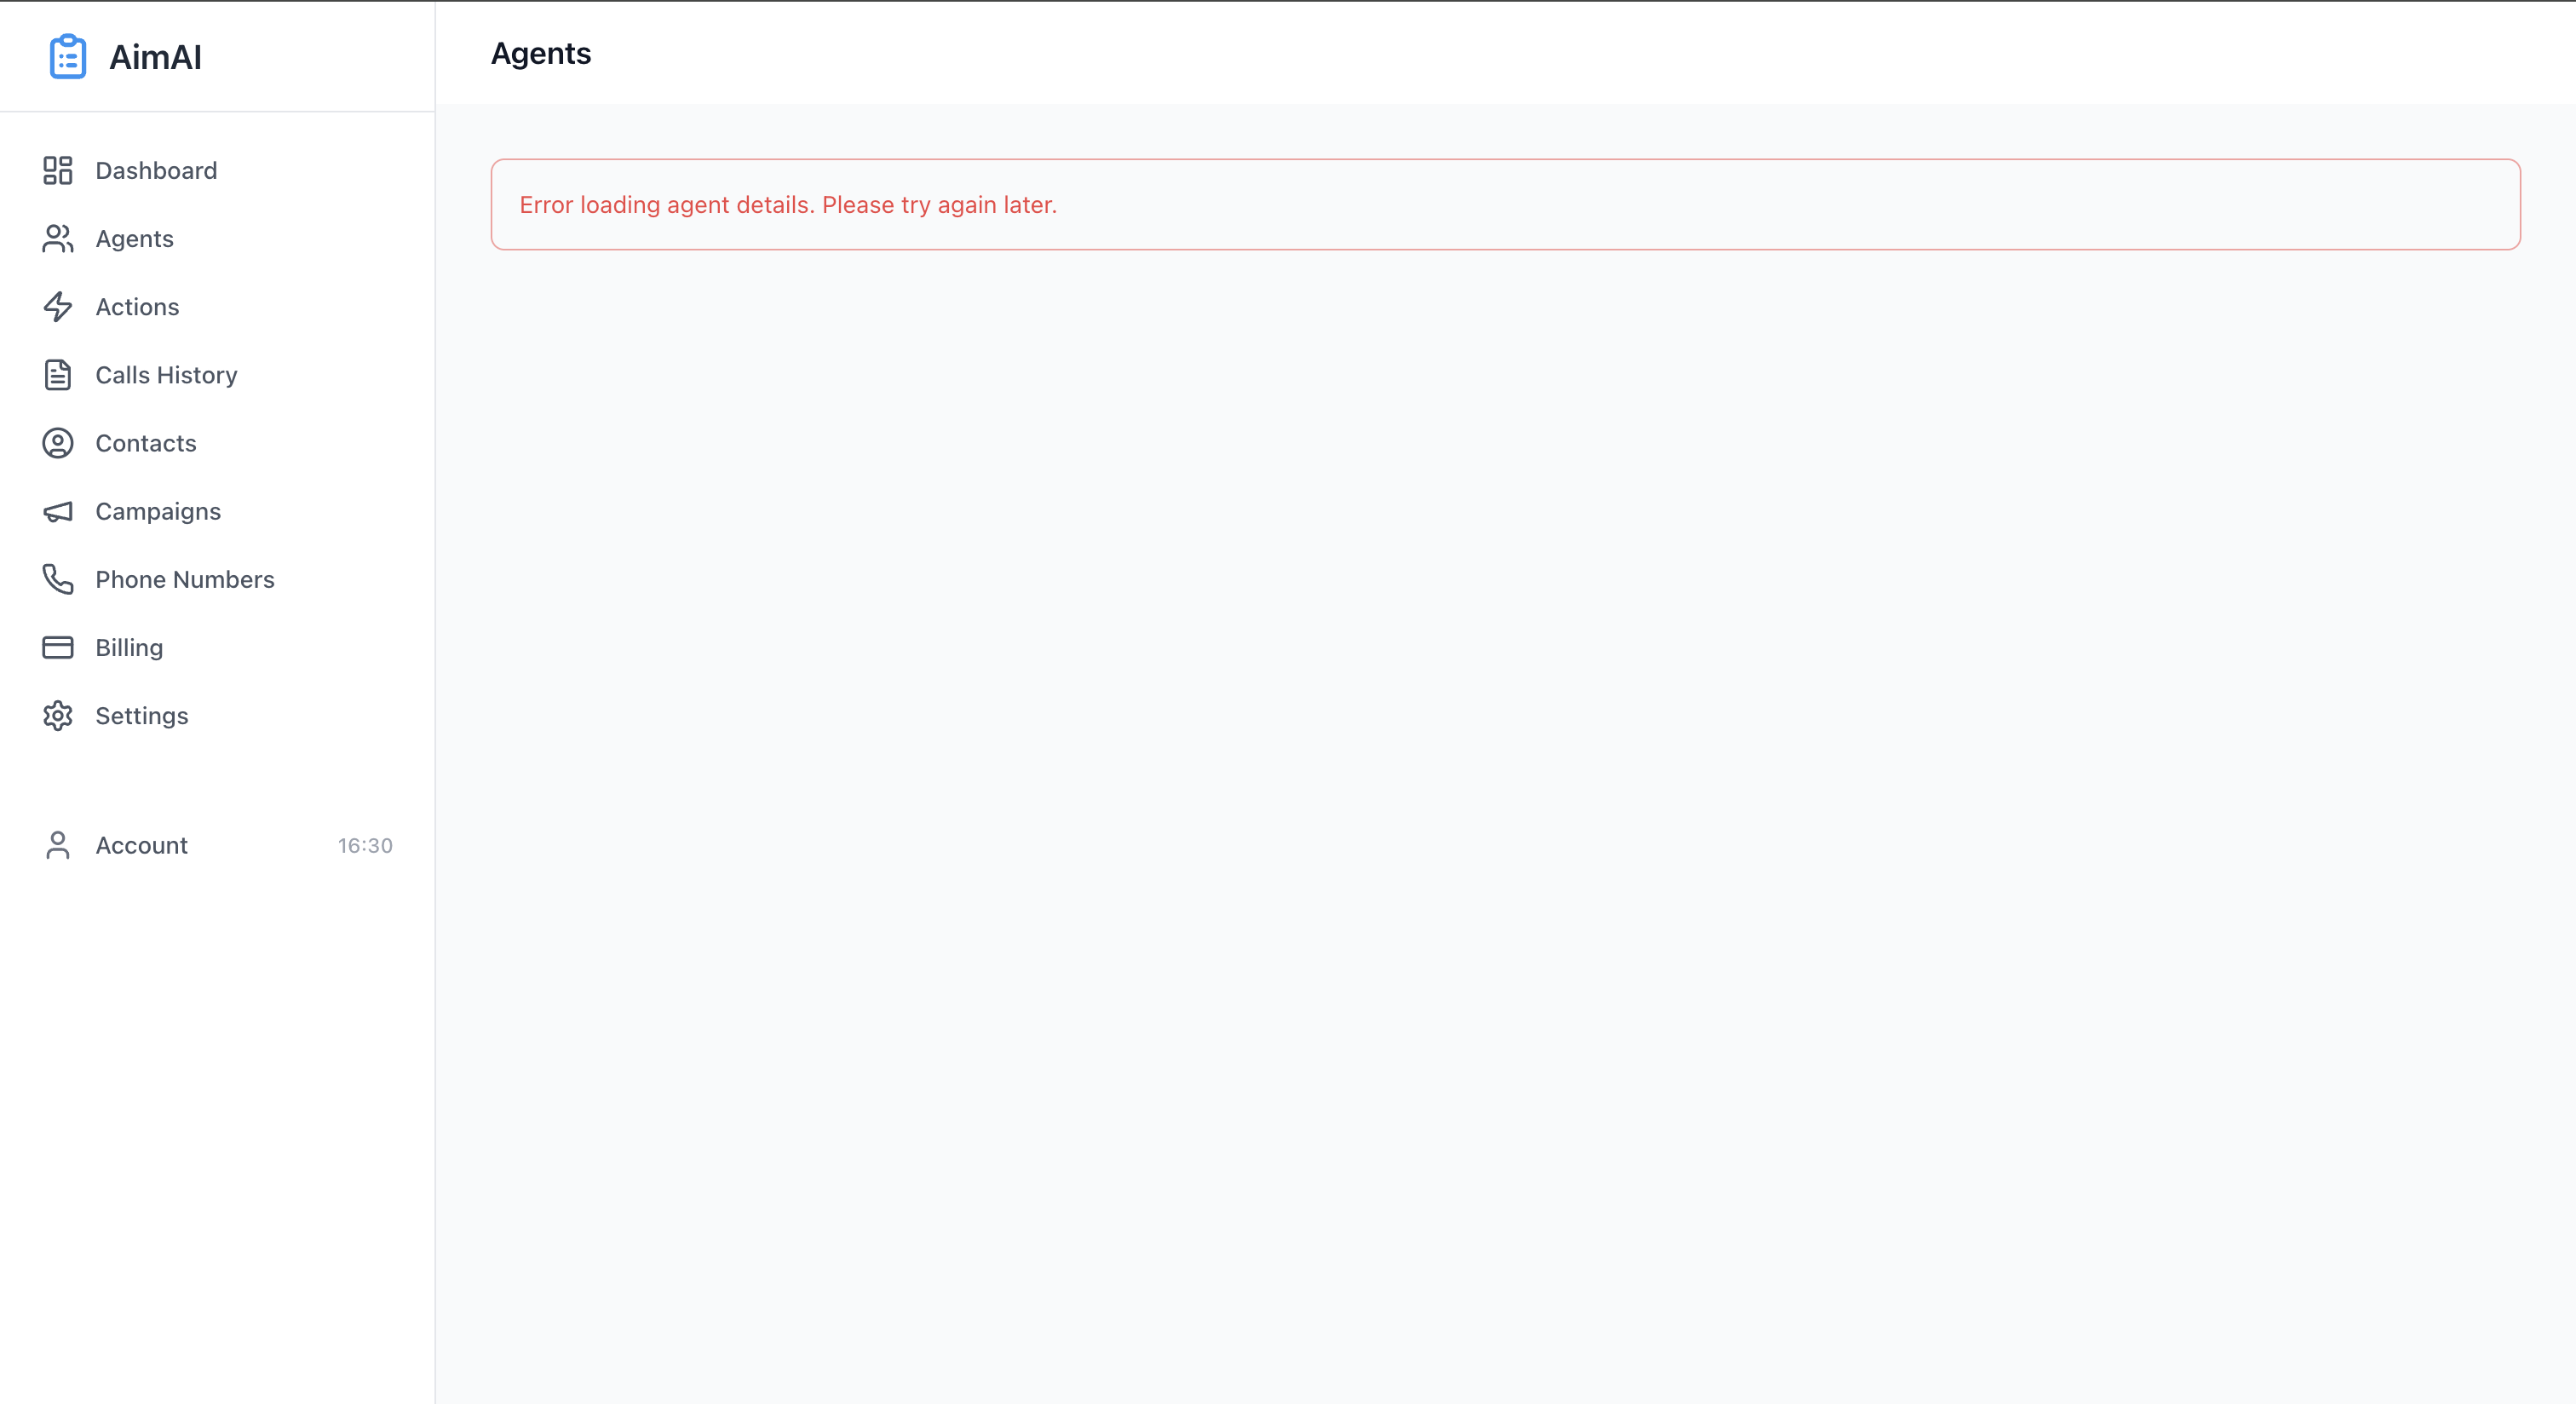 AimAI
Dashboard
Agents
Actions
Calls History
Contacts
Campaigns
Phone Numbers
Billing
Settings
Account 16:30
Agents
Error loading agent details. Please try again later.